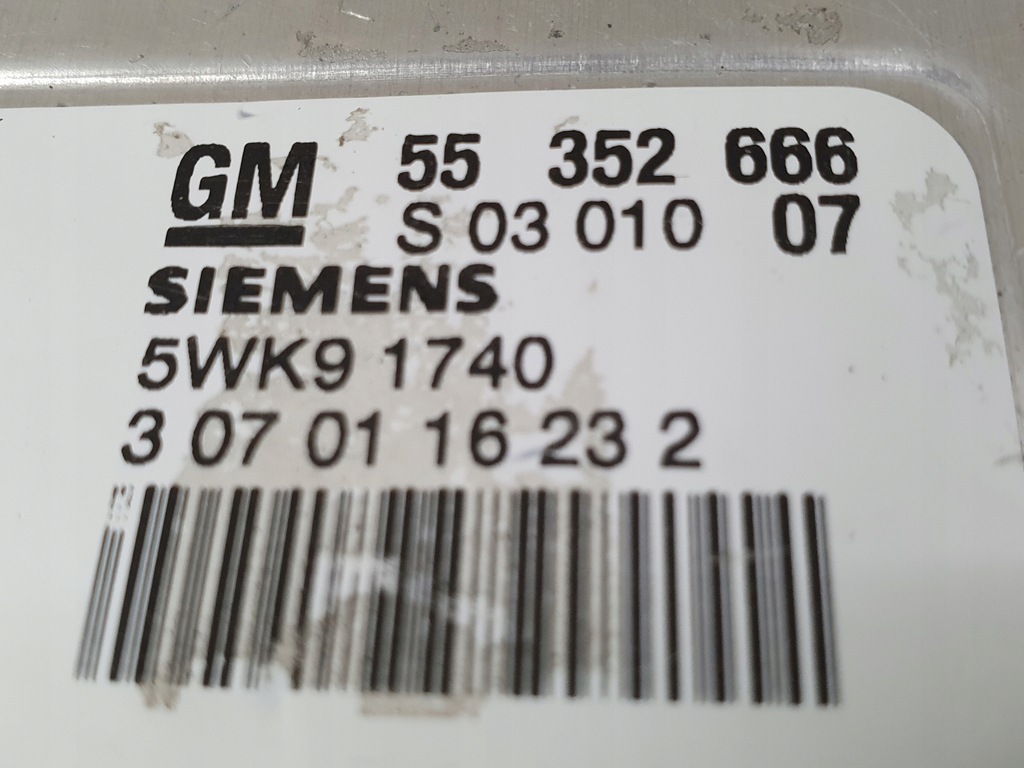 GM 55 352 666
S 03 010 07
SIEMENS
5WK9 1740
3 07 01 16 23 2